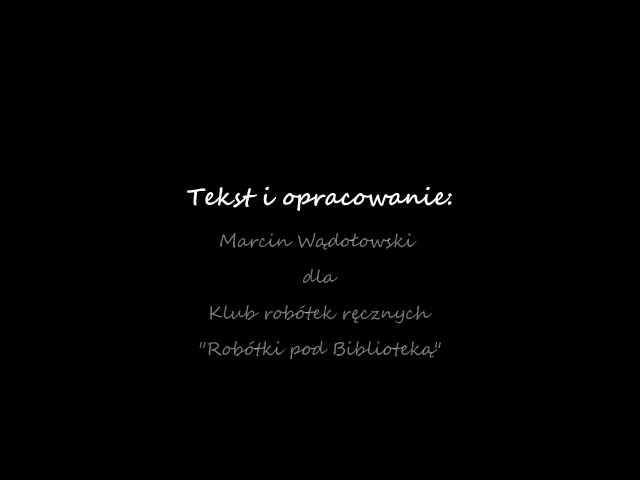 Tekst i opracowanie:
Marcin Wądołowski
dla
Klub robótek ręcznych
"Robótki pod Biblioteką"